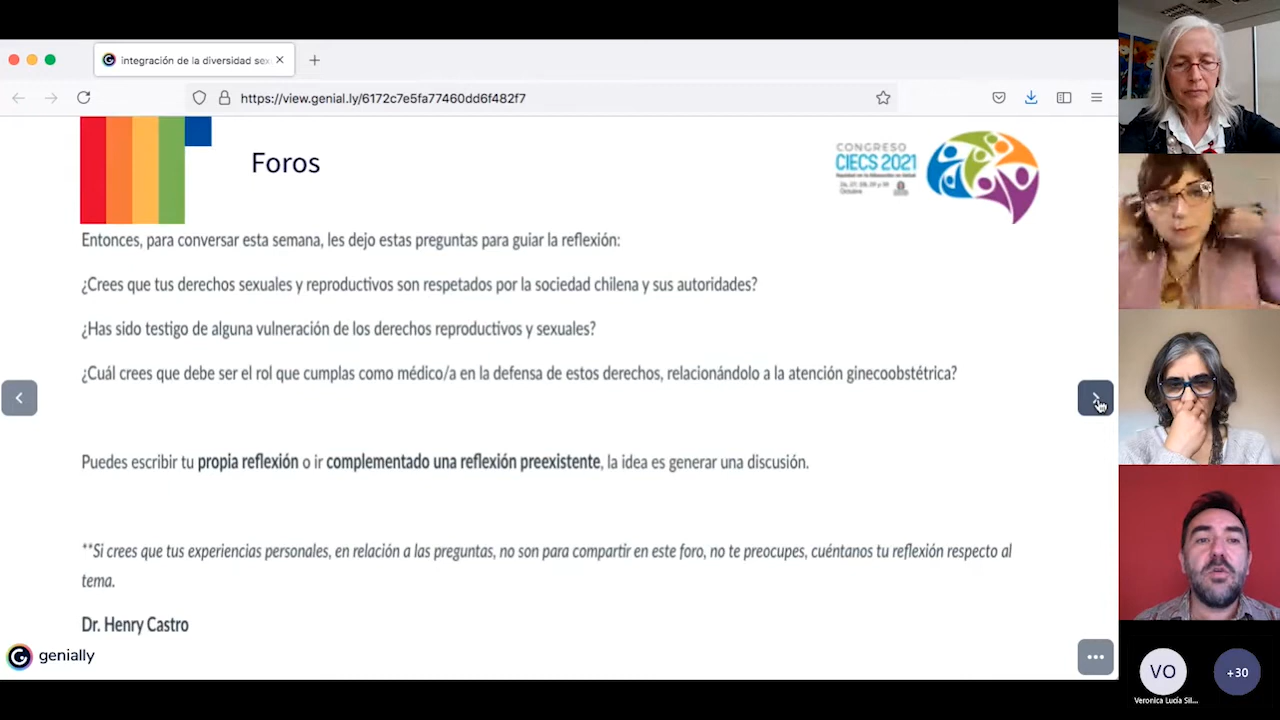 integración de la diversidad sex
https://view.genial.ly/6172c7e5fa77460dd6f482f7
Foros
CONGRESO
CIECS 2021
Octubre
Entonces, para conversar esta semana, les dejo estas preguntas para guiar la reflexión:
¿Crees que tus derechos sexuales y reproductivos son respetados por la sociedad chilena y sus autoridades?
¿Has sido testigo de alguna vulneración de los derechos reproductivos y sexuales?
¿Cuál crees que debe ser el rol que cumplas como médico/a en la defensa de estos derechos, relacionándolo a la atención ginecoobstétrica?
Puedes escribir tu propia reflexión o ir complementado una reflexión preexistente, la idea es generar una discusión.
**Si crees que tus experiencias personales, en relación a las preguntas, no son para compartir en este foro, no te preocupes, cuéntanos tu reflexión respecto al
tema.
Dr. Henry Castro
genially
VO
+30
Veronica Lucía Sil...